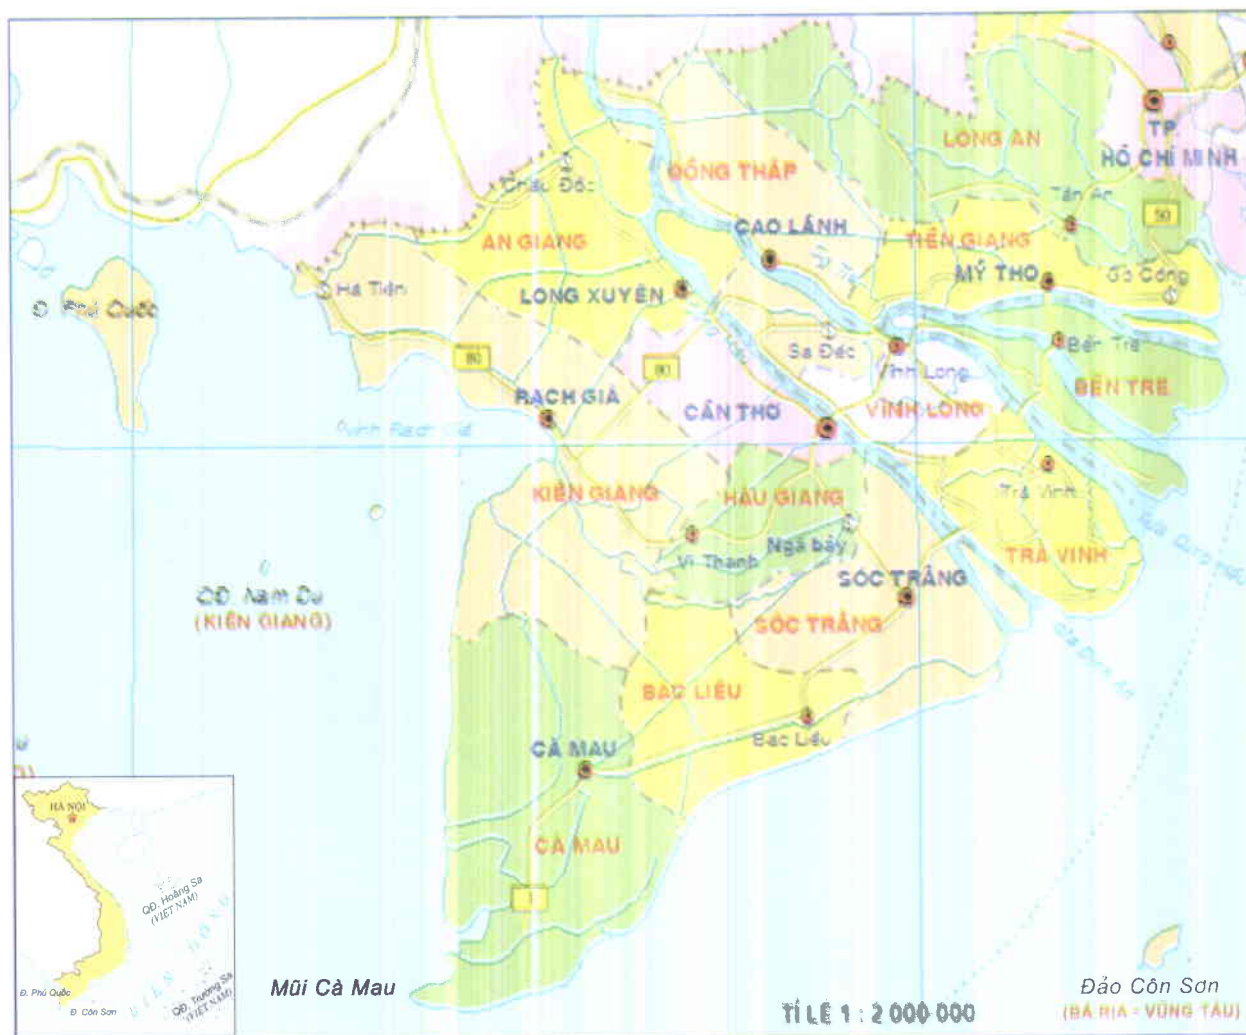 LONG AN
TP.
HỒ CHÍ MINH
ĐỒNG THÁP
Châu Đốc
Tân An
50
CAO LÃNH
TIỀN GIANG
AN GIANG
MỸ THO
Gò Công
Hà Tiên
LONG XUYÊN
Đ. Phú Quốc
Sa Đéc
Bến Tre
80
80
Vĩnh Long
BẾN TRE
RẠCH GIÁ
CẦN THƠ
VĨNH LONG
KIÊN GIANG
HẬU GIANG
Trà Vinh
Ngã bảy
Vị Thanh
TRÀ VINH
SÓC TRĂNG
QĐ. Nam Du
(KIÊN GIANG)
SÓC TRĂNG
Cửa Định An
BẠC LIÊU
Bạc Liêu
CÀ MAU
CÀ MAU
1
HÀ NỘI
QĐ. Hoàng Sa
(VIỆT NAM)
BIỂN ĐÔNG
Đ. Phú Quốc
Đ. Côn Sơn
QĐ. Trường Sa
(VIỆT NAM)
Mũi Cà Mau
TỈ LỆ 1 : 2 000 000
Đảo Côn Sơn
(BÀ RỊA - VŨNG TÀU)